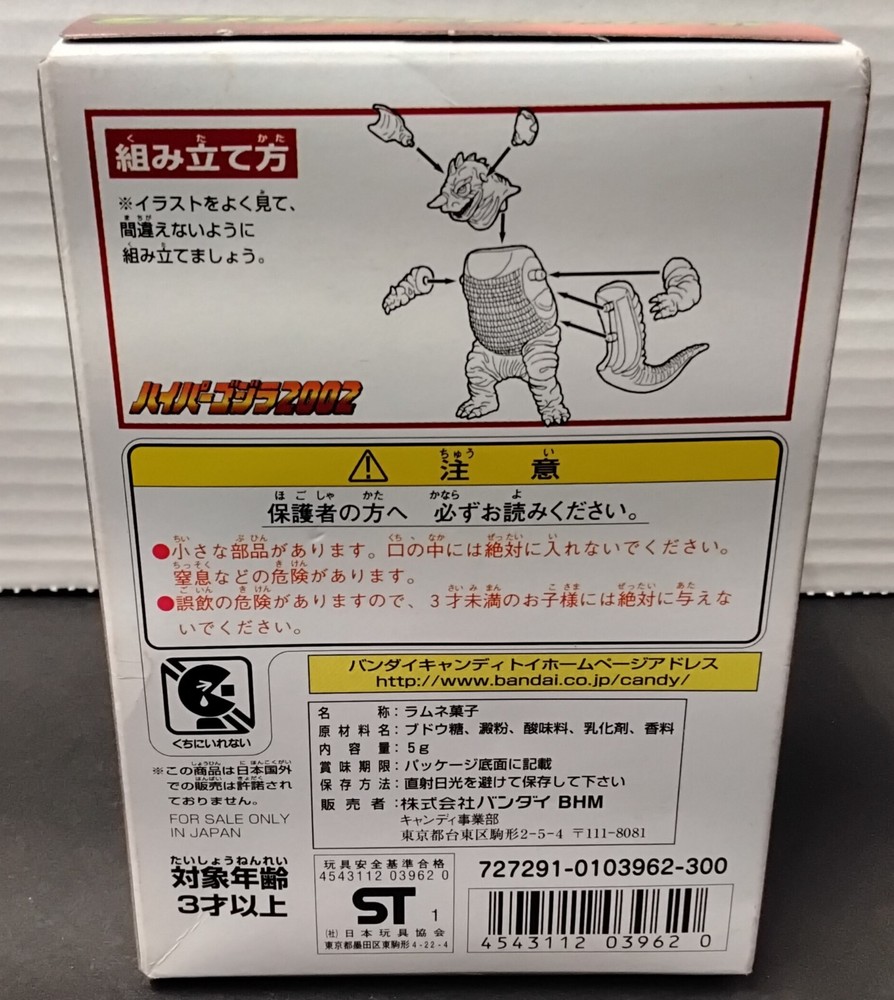 組み立て方
※イラストをよく見て、
間違えないように
組み立てましょう。
ハイパーゴジラ2002
注意
保護者の方へ 必ずお読みください。
●小さな部品があります。口の中には絶対に入れないでください。
窒息などの危険があります。
●誤飲の危険がありますので、3才未満のお子様には絶対に与えな
いでください。
くちにいれない
バンダイキャンディトイホームページアドレス
http://www.bandai.co.jp/candy/
名称:ラムネ菓子
原材料名:ブドウ糖、澱粉、酸味料、乳化剤、香料
内容量:5g
賞味期限:パッケージ底面に記載
保存方法:直射日光を避けて保存して下さい
販売者:株式会社バンダイ BHM
キャンディ事業部
東京都台東区駒形2-5-4 〒111-8081
※この商品は日本国外
での販売は許諾され
ておりません。
FOR SALE ONLY
IN JAPAN
対象年齢
3才以上
玩具安全基準合格
4543112 03962 0
ST 1
(社)日本玩具協会
東京都墨田区東駒形4-22-4
727291-0103962-300
4543112 039620